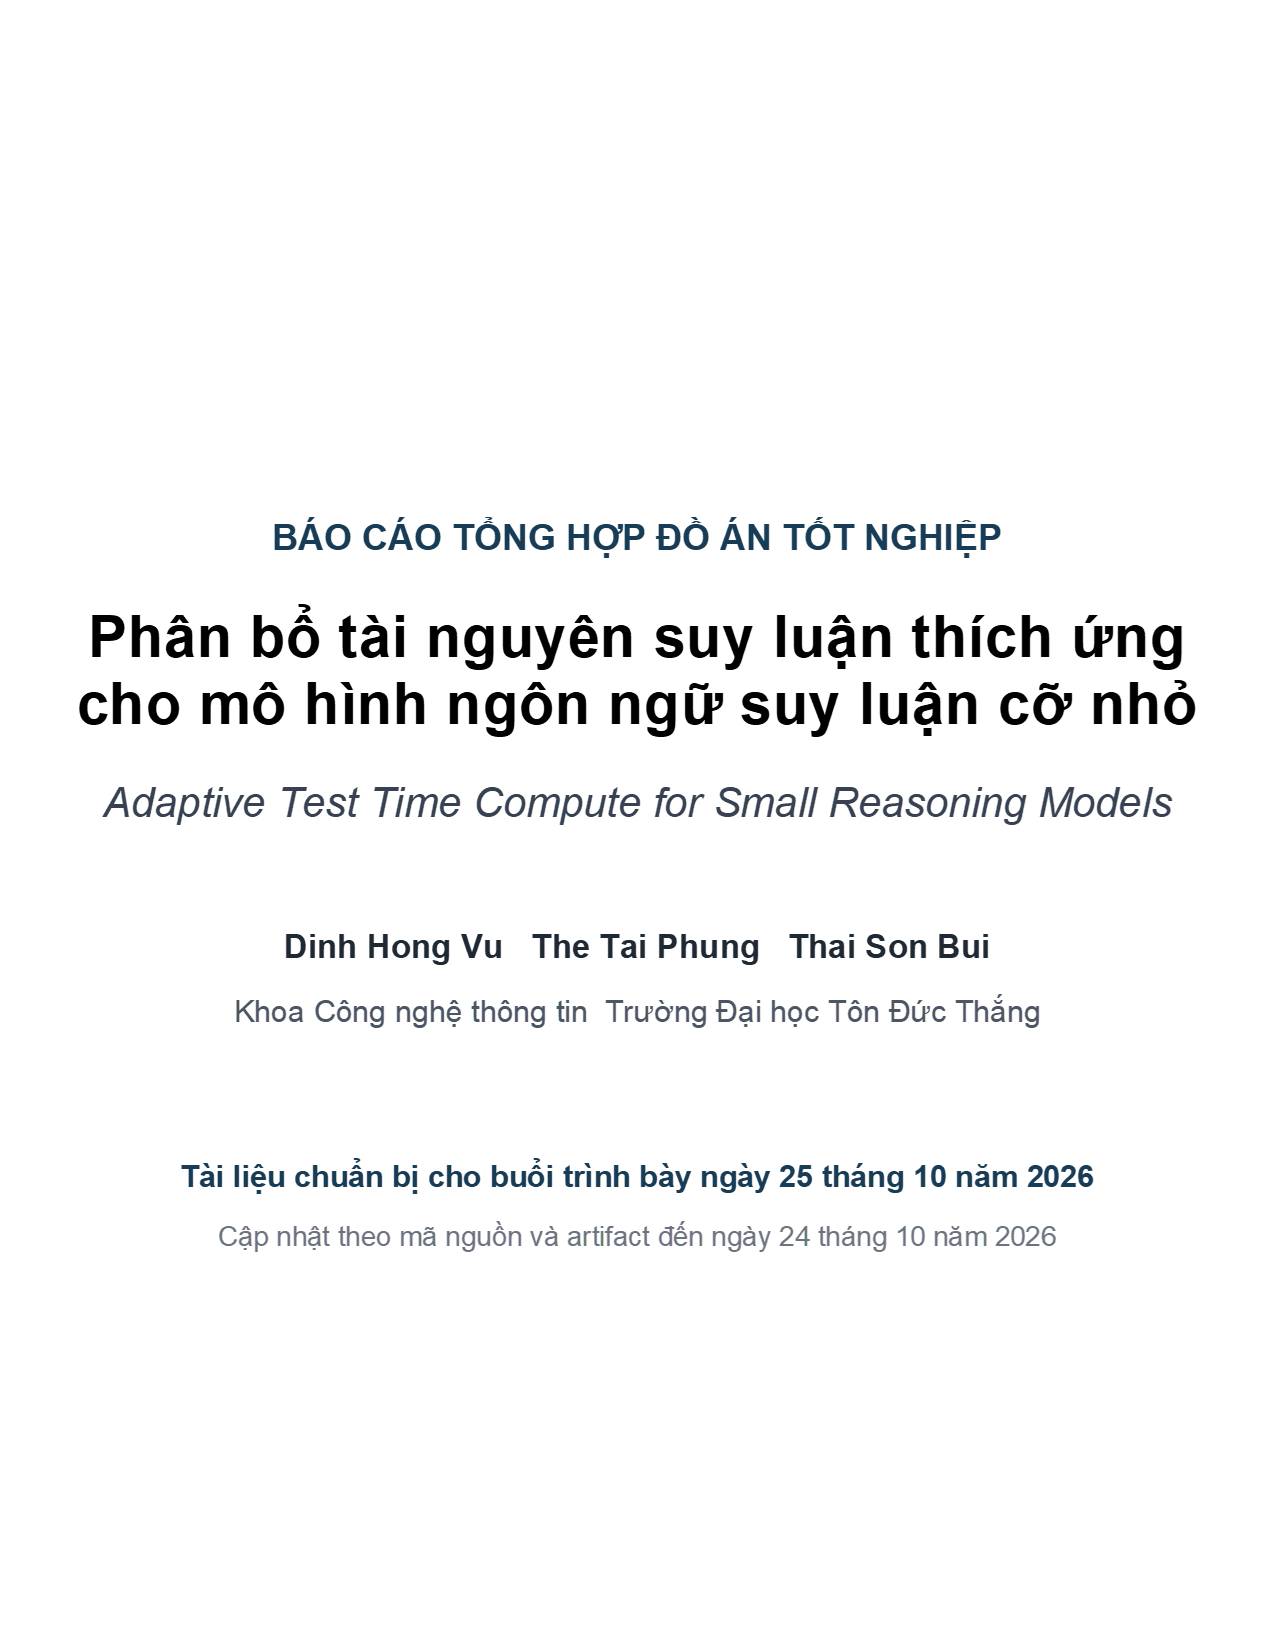 BÁO CÁO TỔNG HỢP ĐỒ ÁN TỐT NGHIỆP
Phân bổ tài nguyên suy luận thích ứng
cho mô hình ngôn ngữ suy luận cỡ nhỏ
Adaptive Test Time Compute for Small Reasoning Models
Dinh Hong Vu The Tai Phung Thai Son Bui
Khoa Công nghệ thông tin Trường Đại học Tôn Đức Thắng
Tài liệu chuẩn bị cho buổi trình bày ngày 25 tháng 10 năm 2026
Cập nhật theo mã nguồn và artifact đến ngày 24 tháng 10 năm 2026